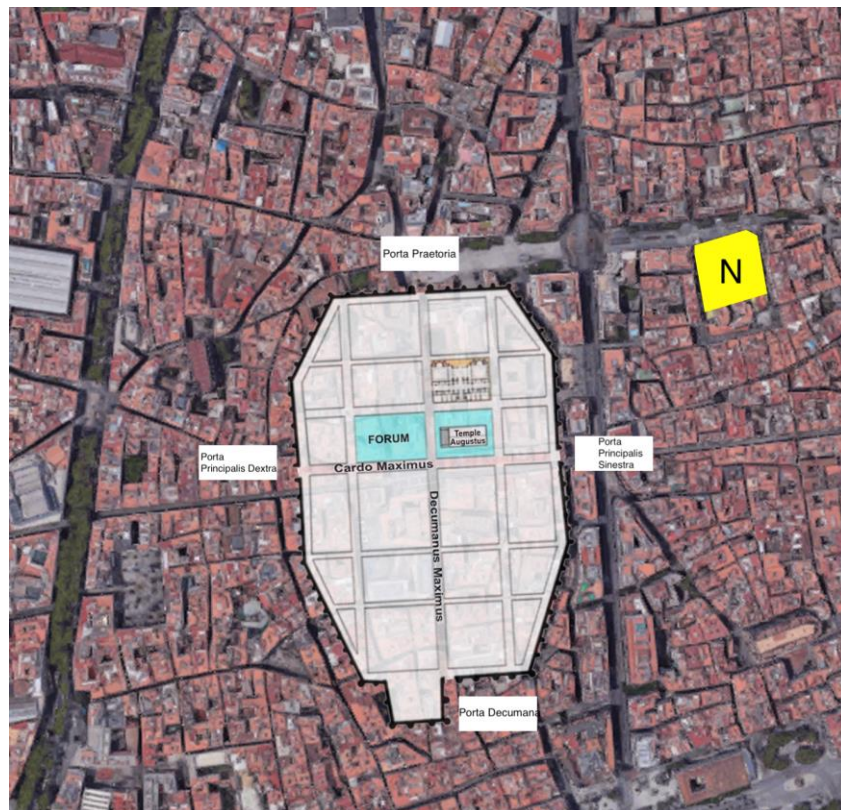 Porta Praetoria
N
FORUM
Temple
Augustus
Porta
Principalis Dextra
Cardo Maximus
Porta
Principalis
Sinestra
Decumanus Maximus
Porta Decumana